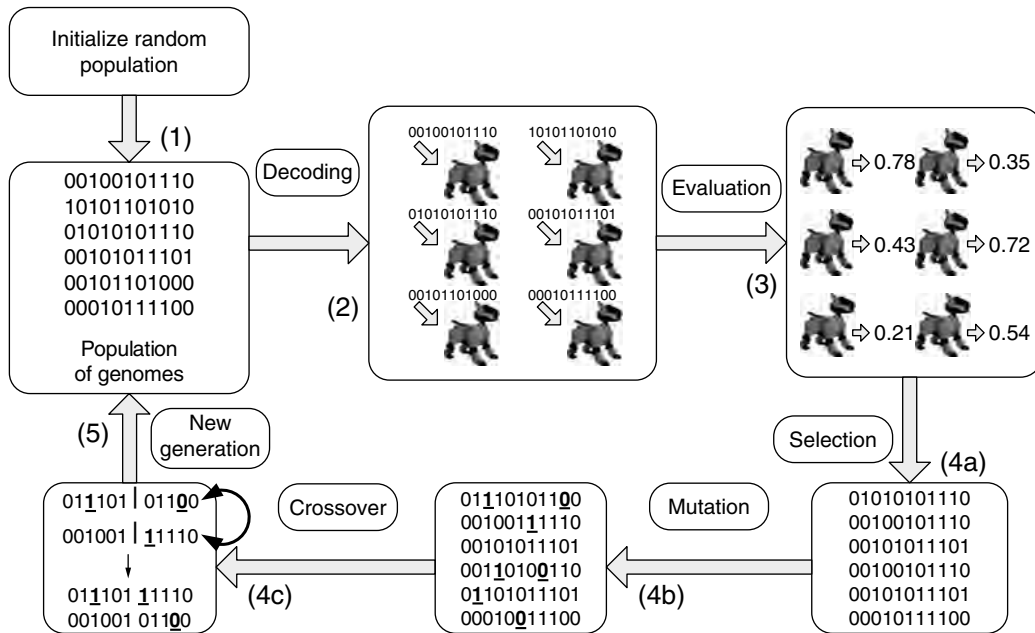 Initialize random
population
(1)
00100101110
10101101010
01010101110
00101011101
00101101000
00010111100
Population
of genomes
Decoding
(2)
00100101110 10101101010
01010101110 00101011101
00101101000 00010111100
Evaluation
(3)
0.78 0.35
0.43 0.72
0.21 0.54
Selection
(4a)
01010101110
00100101110
00101011101
00100101110
00101011101
00010111100
Mutation
(4b)
01110101100
00100111110
00101011101
00110100110
01101011101
00010011100
Crossover
(4c)
011101 | 01100
001001 | 11110
011101 11110
001001 01100
New
generation
(5)